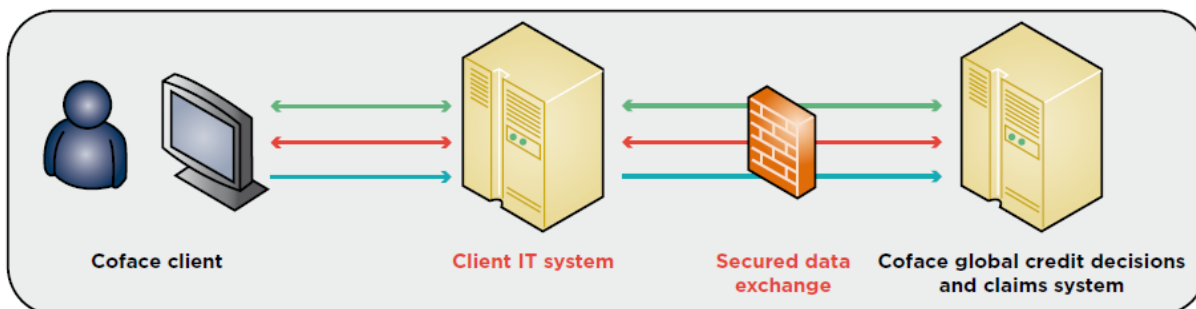 Coface client
Client IT system
Secured data
exchange
Coface global credit decisions
and claims system